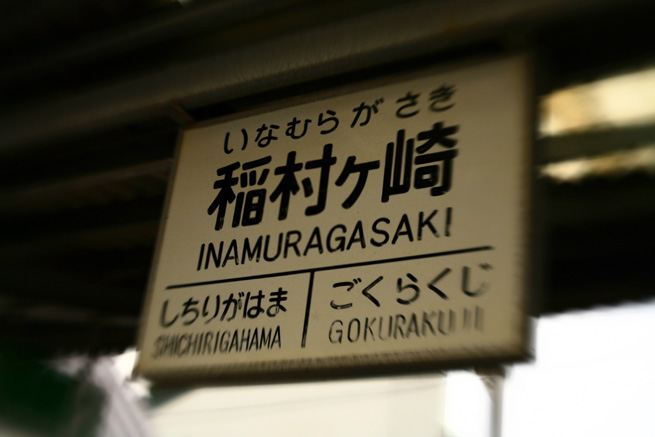 いなむらがさき
稲村ヶ崎
INAMURAGASAKI
しちりがはま
SHICHIRIGAHAMA
ごくらくじ
GOKURAKUJI